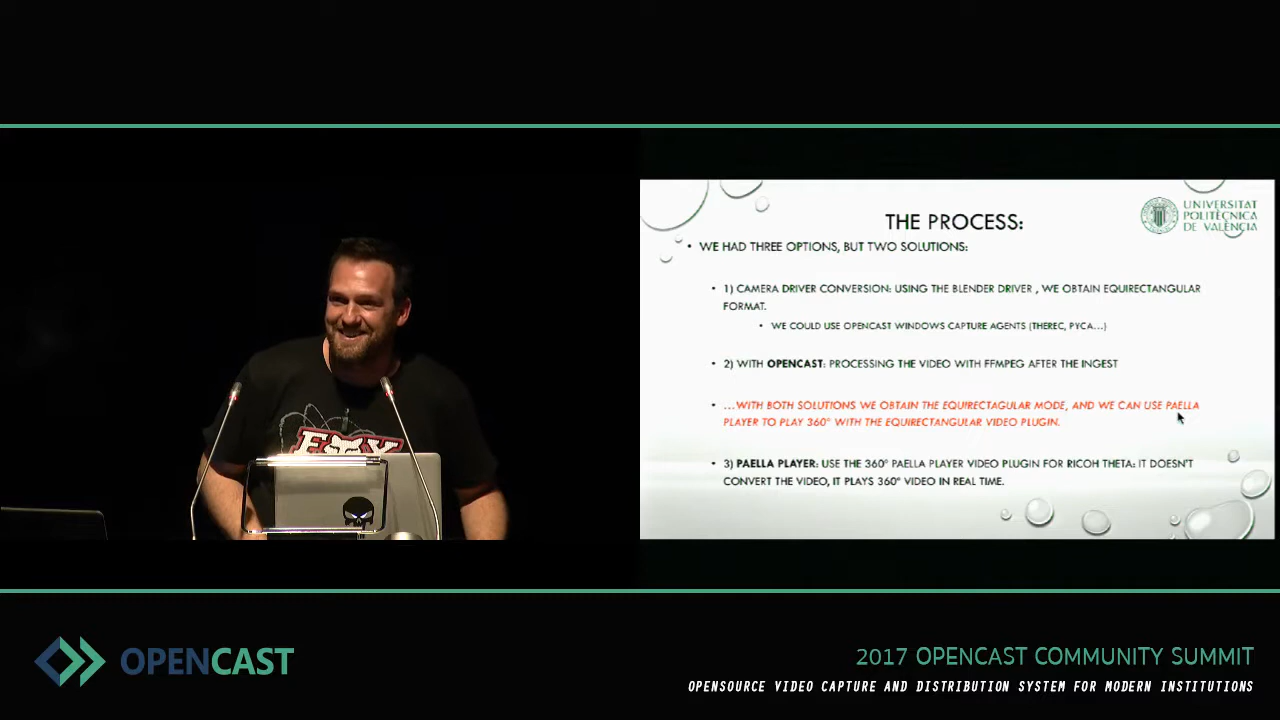 FOX
THE PROCESS:
UNIVERSITAT
POLITÈCNICA
DE VALÈNCIA
• WE HAD THREE OPTIONS, BUT TWO SOLUTIONS:
• 1) CAMERA DRIVER CONVERSION: USING THE BLENDER DRIVER , WE OBTAIN EQUIRECTANGULAR
FORMAT.
• WE COULD USE OPENCAST WINDOWS CAPTURE AGENTS (THEREC, PYCA...)
• 2) WITH OPENCAST: PROCESSING THE VIDEO WITH FFMPEG AFTER THE INGEST
• ...WITH BOTH SOLUTIONS WE OBTAIN THE EQUIRECTAGULAR MODE, AND WE CAN USE PAELLA
PLAYER TO PLAY 360º WITH THE EQUIRECTANGULAR VIDEO PLUGIN.
• 3) PAELLA PLAYER: USE THE 360º PAELLA PLAYER VIDEO PLUGIN FOR RICOH THETA: IT DOESN'T
CONVERT THE VIDEO, IT PLAYS 360º VIDEO IN REAL TIME.
OPENCAST
2017 OPENCAST COMMUNITY SUMMIT
OPENSOURCE VIDEO CAPTURE AND DISTRIBUTION SYSTEM FOR MODERN INSTITUTIONS